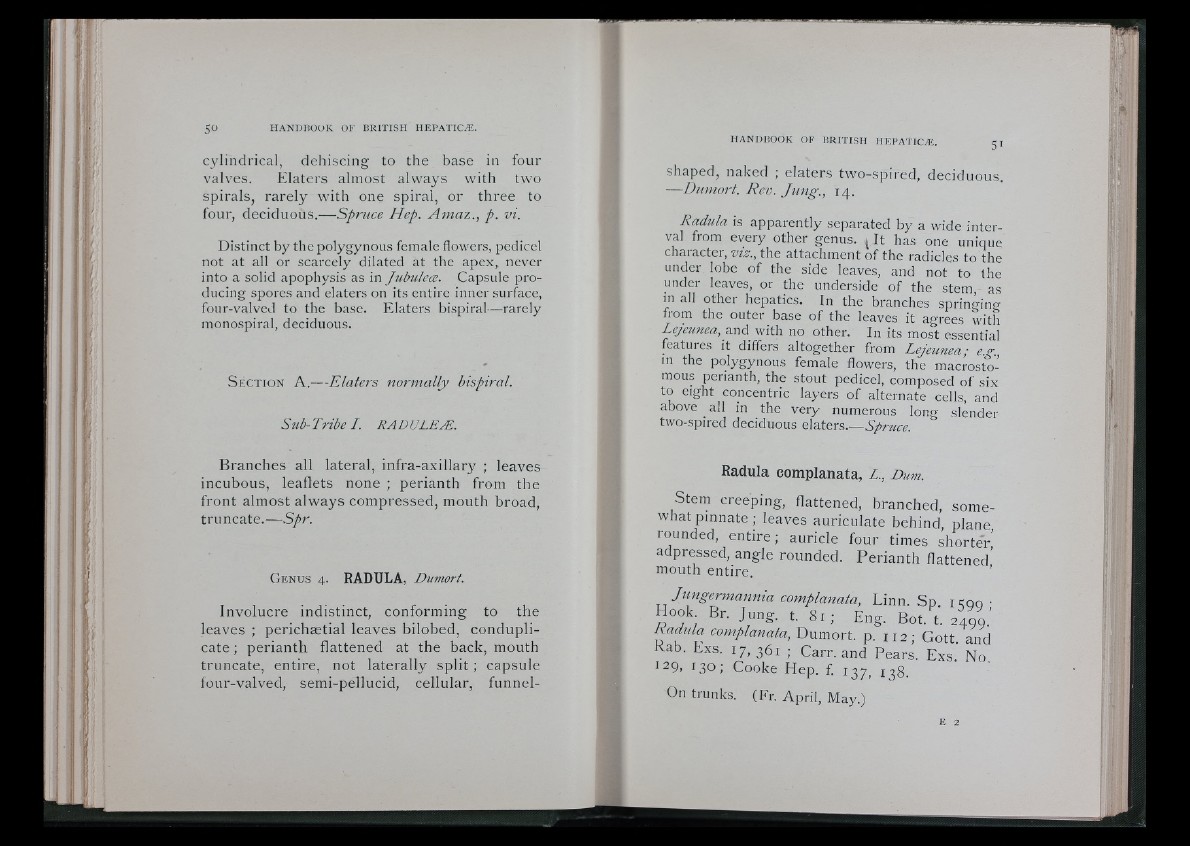 50 HANDBOOK OF BRITISH HEPATICÆ.
cylindrical, dehiscing to the base in four
valves. Elaters almost always with two
spirals, rarely with one spiral, or three to
four, deciduous.—Spruce Hep. Amaz., p. vi.
Distinct by the polygynous female flowers, pedicel
not at all or scarcely dilated at the apex, never
into a solid apophysis as in Jubuleæ. Capsule pro-
ducing spores and elaters on its entire inner surface,
four-valved to the base. Elaters bispiral—rarely
monospiral, deciduous.
SECTION A.—Elaters normally bispiral.
Sub-Tribe I. RADULEÆ.
Branches all lateral, infra-axillary ; leaves
incubous, leaflets none ; perianth from the
front almost always compressed, mouth broad,
truncate.—Spr.
GENUS 4. RADULA, Dumort.
Involucre indistinct, conforming to the
leaves ; perichætial leaves bilobed, condupli-
cate ; perianth flattened at the back, mouth
truncate, entire, not laterally split ; capsule
four-valved, semi-pellucid, cellular, funnel-
HANDBOOK OF BRITISH HEPATICÆ. 51
shaped, naked ; elaters two-spired, deciduous.
—Dumort. Rev. Jung., 14.
Radula is apparently separated by a wide inter-
val from every other genus. It has one unique
character, viz., the attachment of the radicles to the
under lobe of the side leaves, and not to the
under leaves, or the underside of the stem, as
in all other hepatics. In the branches springing
from the outer base of the leaves it agrees with
Lejeunea, and with no other. In its most essential
features it differs altogether from Lejeunea; e.g.,
in the polygynous female flowers, the macrosto-
mous perianth, the stout pedicel, composed of six
to eight concentric layers of alternate cells, and
above all in the very numerous long slender
two-spired deciduous elaters.—Spruce.
Radula complanata, L., Dum.
Stem creeping, flattened, branched, some-
what pinnate ; leaves auriculate behind, plane,
rounded, entire ; auricle four times shorter,
adpressed, angle rounded. Perianth flattened,
mouth entire.
Jungermannia complanata, Linn. Sp. 1599 ;
Hook. Br. Jung. t. 81 ; Eng. Bot. t. 2499.
Radula complanata, Dumort. p. 112 ; Gott. and
Rab. Exs. 17, 361 ; Carr. and Pears. Exs. No.
129, 130 ; Cooke Hep. f. 137, 138.
On trunks. (Fr. April, May.)
E 2